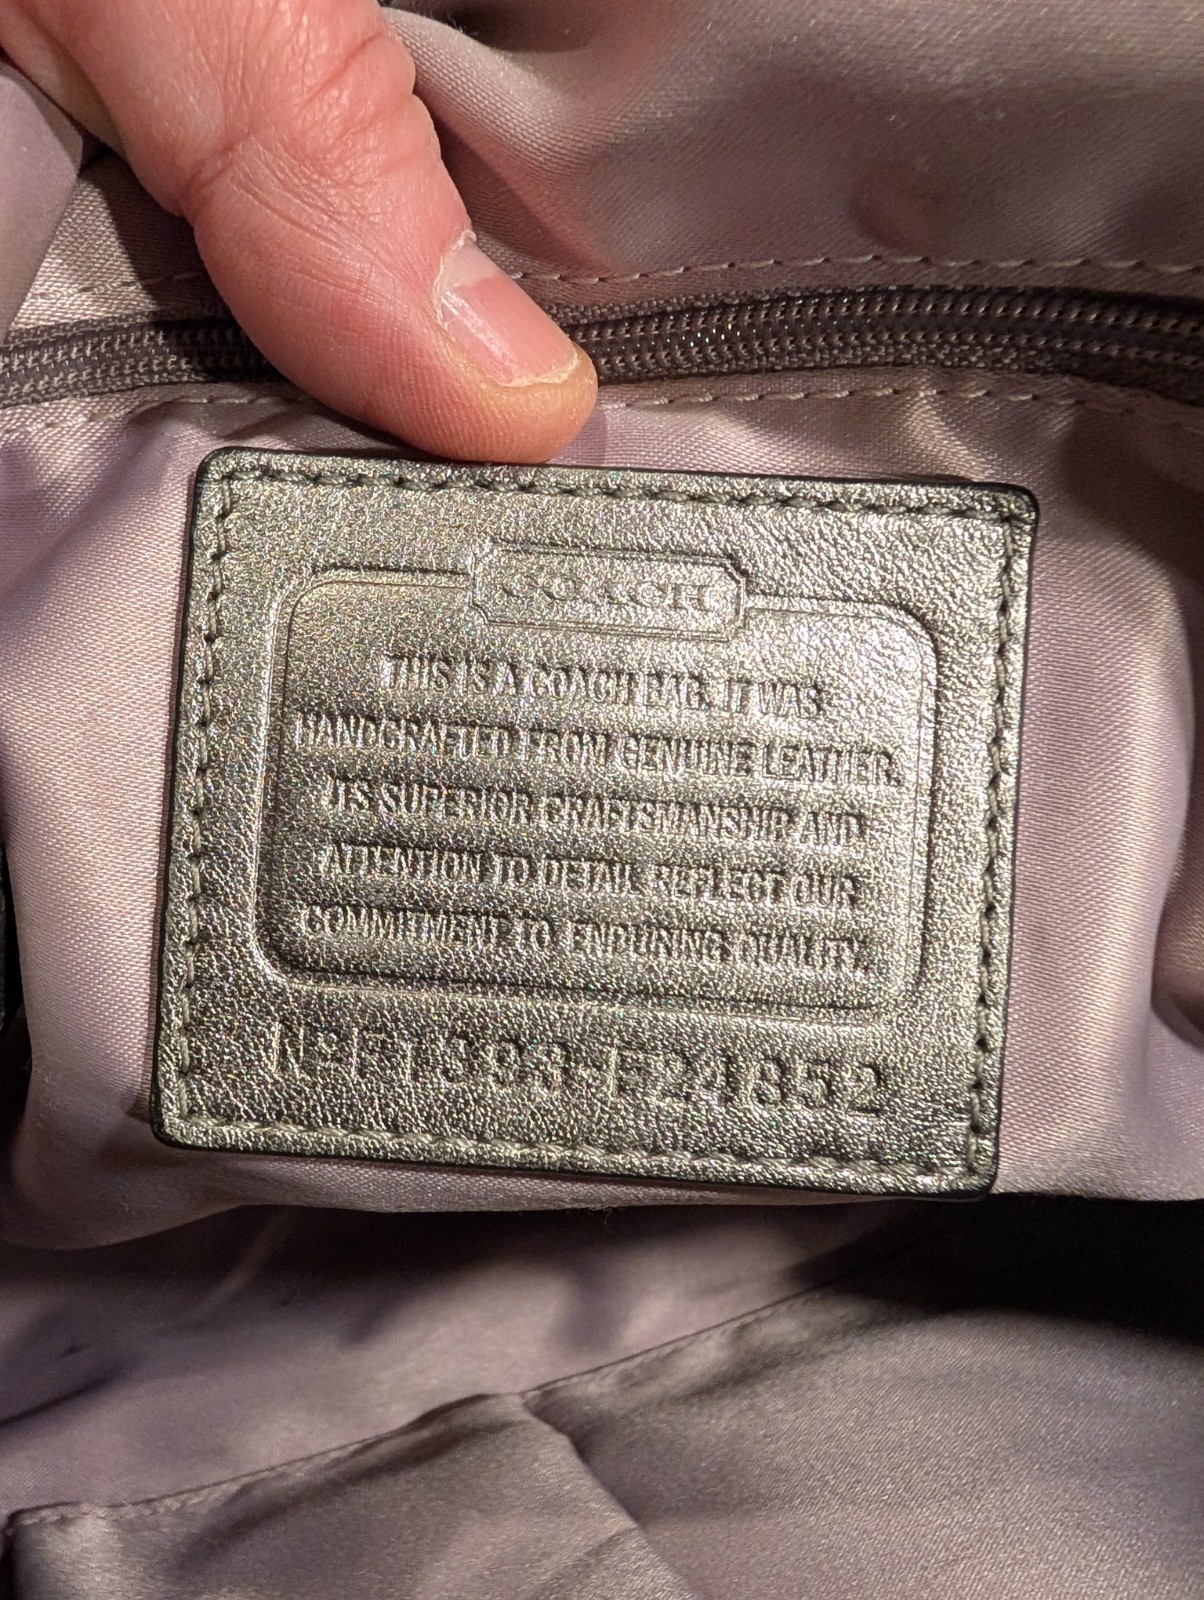 COACH
THIS IS A COACH BAG. IT WAS
HANDCRAFTED FROM GENUINE LEATHER.
ITS SUPERIOR CRAFTSMANSHIP AND
ATTENTION TO DETAIL REFLECT OUR
COMMITMENT TO ENDURING QUALITY.
Nº F1393-F24852